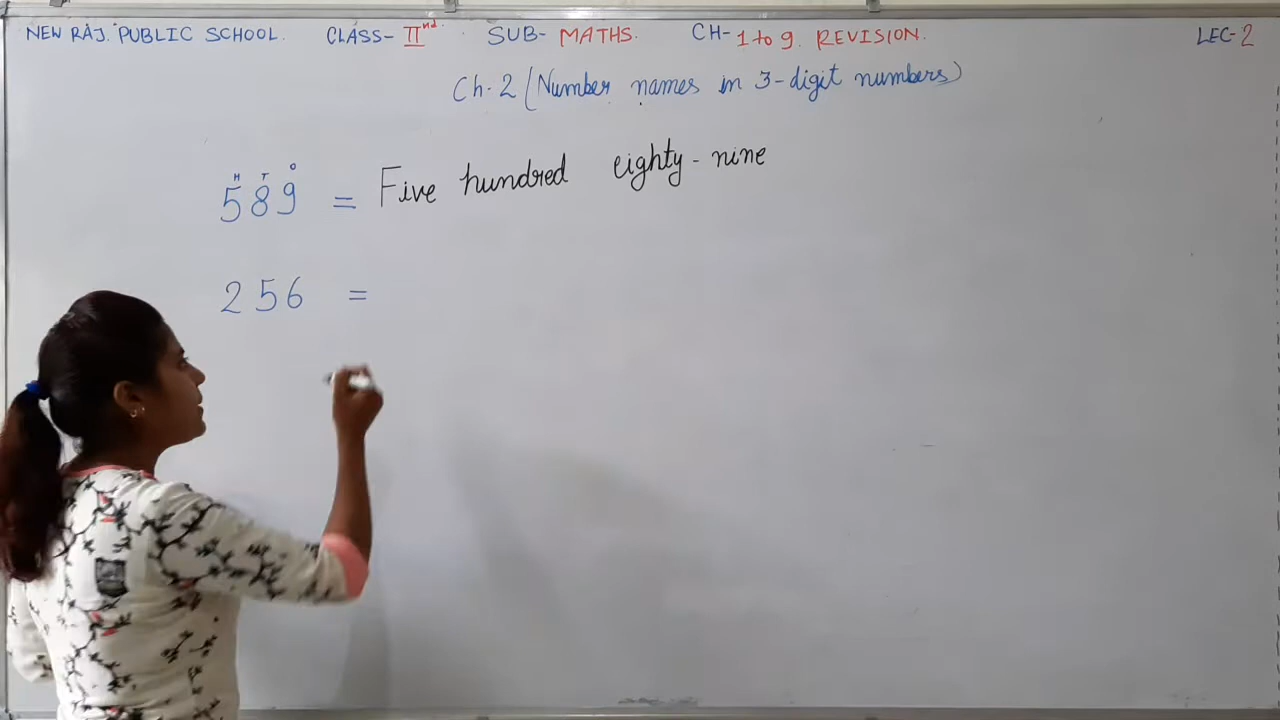 NEW RAJ. PUBLIC SCHOOL. CLASS- IInd. SUB- MATHS. CH- 1 to 9. REVISION. LEC-2
Ch. 2 (Number names in 3-digit numbers)
H T O
589 = Five hundred eighty-nine
256 =